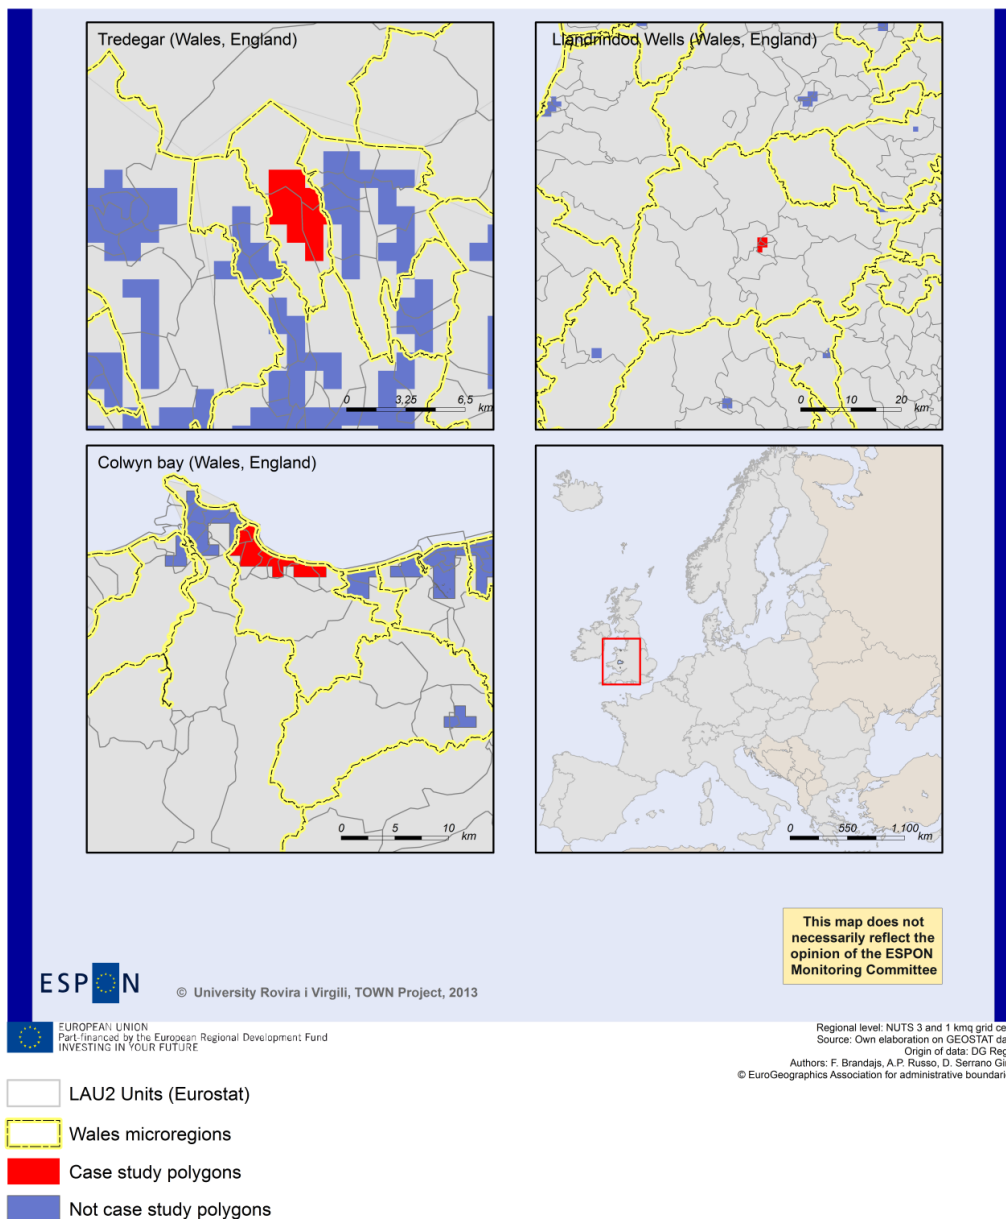 Tredegar (Wales, England)
0 3,25 6,5
km
Llandrindod Wells (Wales, England)
0 10 20
km
Colwyn bay (Wales, England)
0 5 10
km
0 550 1.100
km
This map does not
necessarily reflect the
opinion of the ESPON
Monitoring Committee
ESPON
© University Rovira i Virgili, TOWN Project, 2013
EUROPEAN UNION
Part-financed by the European Regional Development Fund
INVESTING IN YOUR FUTURE
Regional level: NUTS 3 and 1 kmq grid
Source: Own elaboration on GEOSTAT
Origin of data: DG
Authors: F. Brandajs, A.P. Russo, D. Serrano
© EuroGeographics Association for administrative
LAU2 Units (Eurostat)
Wales microregions
Case study polygons
Not case study polygons